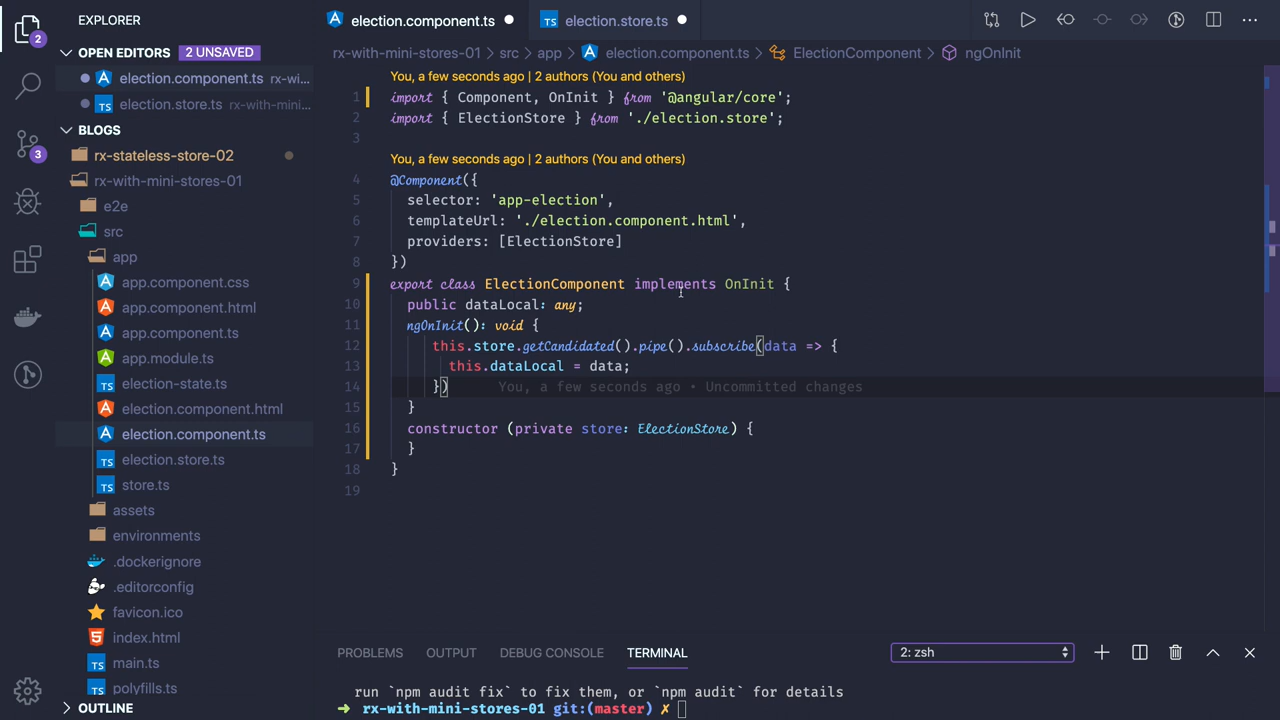 EXPLORER
OPEN EDITORS 2 UNSAVED
election.component.ts rx-wi...
TS election.store.ts rx-with-mini...
BLOGS
rx-stateless-store-02
rx-with-mini-stores-01
e2e
src
app
app.component.css
app.component.html
app.component.ts
app.module.ts
TS election-state.ts
election.component.html
election.component.ts
TS election.store.ts
TS store.ts
assets
environments
.dockerignore
.editorconfig
favicon.ico
5 index.html
TS main.ts
TS polyfills.ts
OUTLINE
2
3
election.component.ts
TS election.store.ts
rx-with-mini-stores-01 > src > app > election.component.ts > ElectionComponent > ngOnInit
You, a few seconds ago | 2 authors (You and others)
1 import { Component, OnInit } from '@angular/core';
2 import { ElectionStore } from './election.store';
3
You, a few seconds ago | 2 authors (You and others)
4 @Component({
5 selector: 'app-election',
6 templateUrl: './election.component.html',
7 providers: [ElectionStore]
8 })
9 export class ElectionComponent implements OnInit {
10 public dataLocal: any;
11 ngOnInit(): void {
12 this.store.getCandidated().pipe().subscribe(data => {
13 this.dataLocal = data;
14 }) You, a few seconds ago • Uncommitted changes
15 }
16 constructor (private store: ElectionStore) {
17 }
18 }
19
PROBLEMS OUTPUT DEBUG CONSOLE TERMINAL 2: zsh
run `npm audit fix` to fix them, or `npm audit` for details
➜ rx-with-mini-stores-01 git:(master) ✗